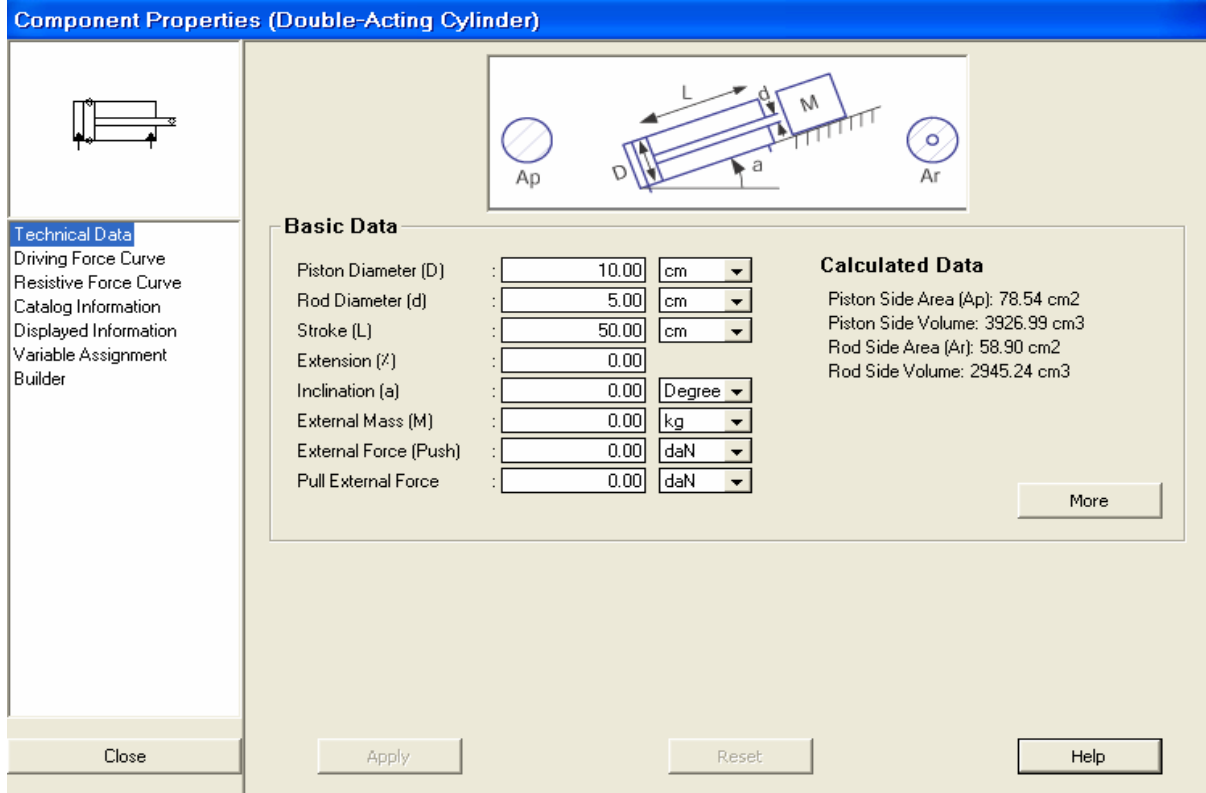 Component Properties (Double-Acting Cylinder)
L
d
M
D
a
Ap
Ar
Technical Data
Driving Force Curve
Resistive Force Curve
Catalog Information
Displayed Information
Variable Assignment
Builder
Basic Data
Piston Diameter (D) : 10.00 cm
Rod Diameter (d) : 5.00 cm
Stroke (L) : 50.00 cm
Extension (%) : 0.00
Inclination (a) : 0.00 Degree
External Mass (M) : 0.00 kg
External Force (Push) : 0.00 daN
Pull External Force : 0.00 daN
Calculated Data
Piston Side Area (Ap): 78.54 cm2
Piston Side Volume: 3926.99 cm3
Rod Side Area (Ar): 58.90 cm2
Rod Side Volume: 2945.24 cm3
More
Close
Apply
Reset
Help